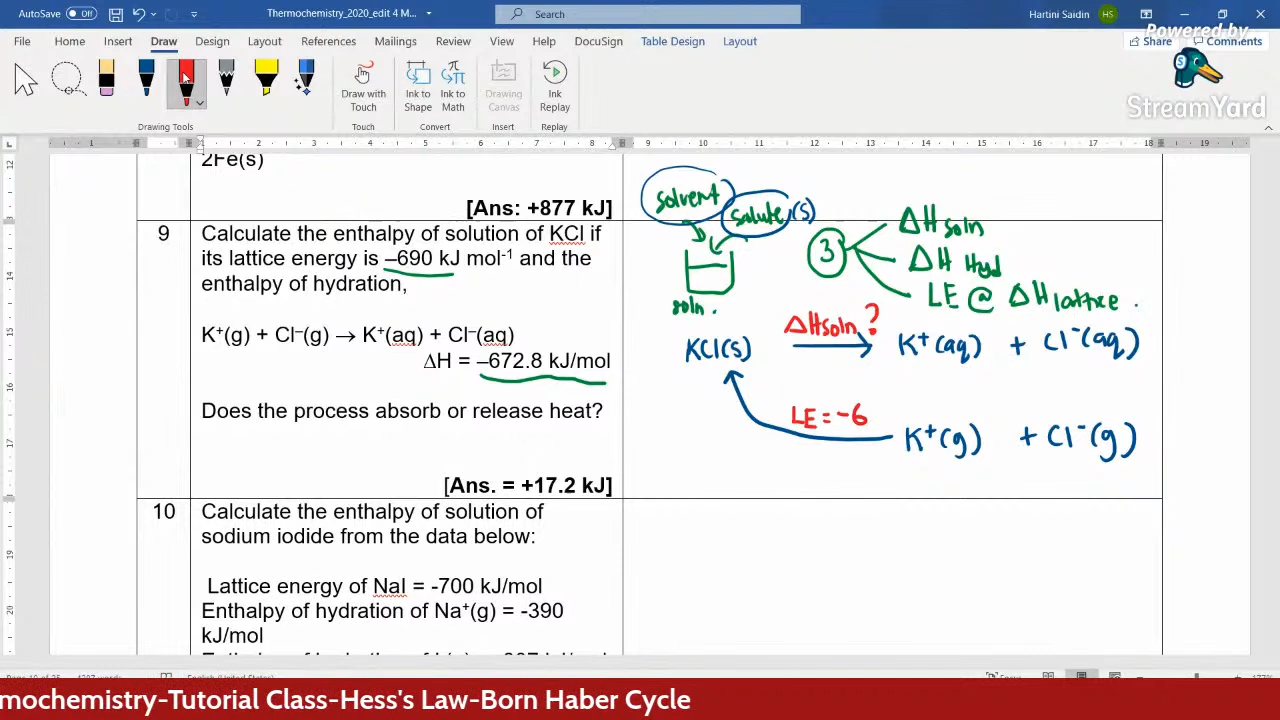 AutoSave Off
Thermochemistry_2020_edit 4 M...
Search
Hartini Saidin HS
File Home Insert Draw Design Layout References Mailings Review View Help DocuSign Table Design Layout
Share Comments
Powered by
StreamYard
Draw with Touch
Ink to Shape
Ink to Math
Drawing Canvas
Ink Replay
Drawing Tools Touch Convert Insert Replay
2Fe(s)
[Ans: +877 kJ]
9
Calculate the enthalpy of solution of KCl if
its lattice energy is –690 kJ mol-1 and the
enthalpy of hydration,
K+(g) + Cl–(g) → K+(aq) + Cl–(aq)
ΔH = –672.8 kJ/mol
Does the process absorb or release heat?
[Ans. = +17.2 kJ]
solvent
solute (s)
soln.
3
ΔHsoln
ΔH Hyd
LE @ ΔHlattice.
ΔHsoln?
KCl(s) → K+(aq) + Cl-(aq)
LE = -6
K+(g) + Cl-(g)
10
Calculate the enthalpy of solution of
sodium iodide from the data below:
Lattice energy of NaI = -700 kJ/mol
Enthalpy of hydration of Na+(g) = -390
kJ/mol
mochemistry-Tutorial Class-Hess's Law-Born Haber Cycle